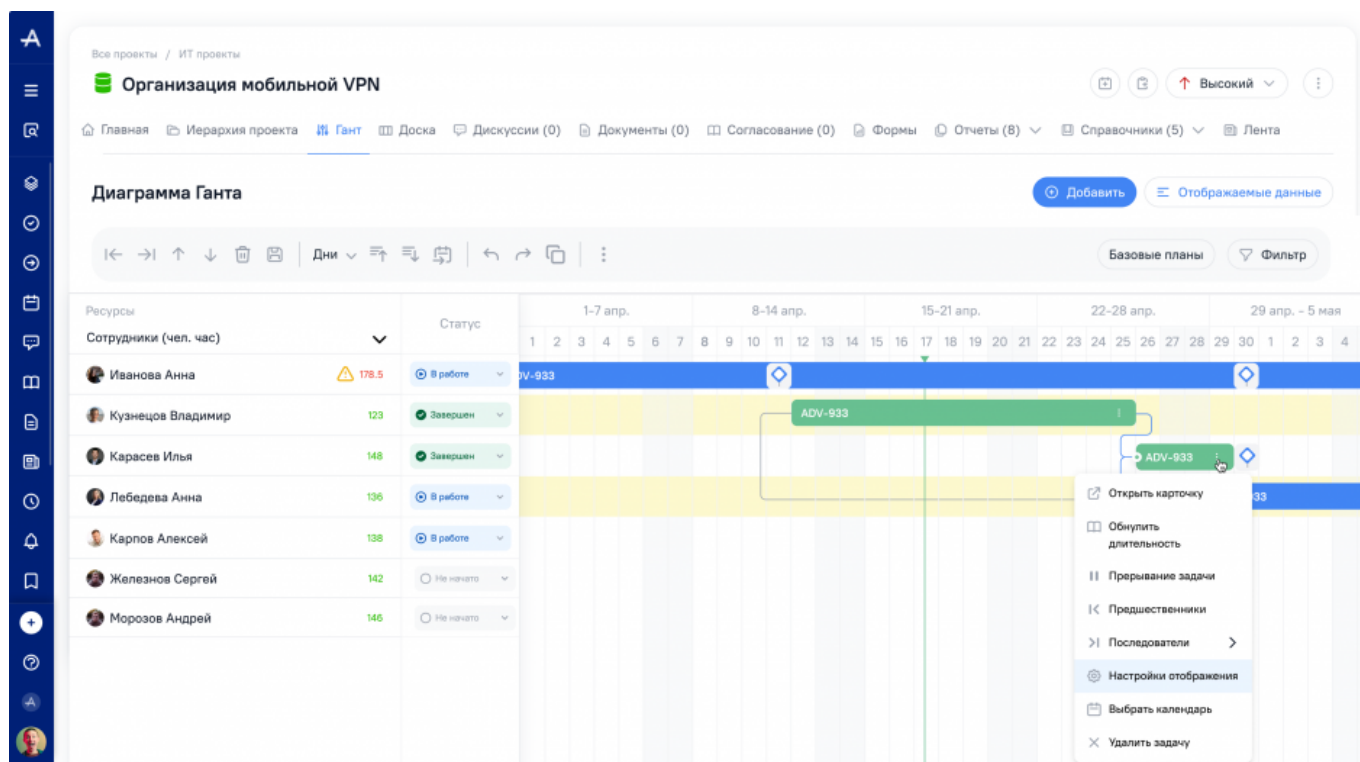 Все проекты / ИТ проекты
Организация мобильной VPN
Высокий
Главная Иерархия проекта Гант Доска Дискуссии (0) Документы (0) Согласование (0) Формы Отчеты (8) Справочники (5) Лента
Диаграмма Ганта
Добавить
Отображаемые данные
Дни
Базовые планы
Фильтр
Ресурсы
Сотрудники (чел. час)
Статус
1-7 апр. 8-14 апр. 15-21 апр. 22-28 апр. 29 апр. - 5 мая
1 2 3 4 5 6 7 8 9 10 11 12 13 14 15 16 17 18 19 20 21 22 23 24 25 26 27 28 29 30 1 2 3 4
Иванова Анна 178.5 В работе DV-933
Кузнецов Владимир 123 Завершен ADV-933
Карасев Илья 148 Завершен ADV-933
Лебедева Анна 136 В работе 933
Карпов Алексей 138 В работе
Железнов Сергей 142 Не начато
Морозов Андрей 146 Не начато
Открыть карточку
Обнулить
длительность
Прерывание задачи
Предшественники
Последователи
Настройки отображения
Выбрать календарь
Удалить задачу